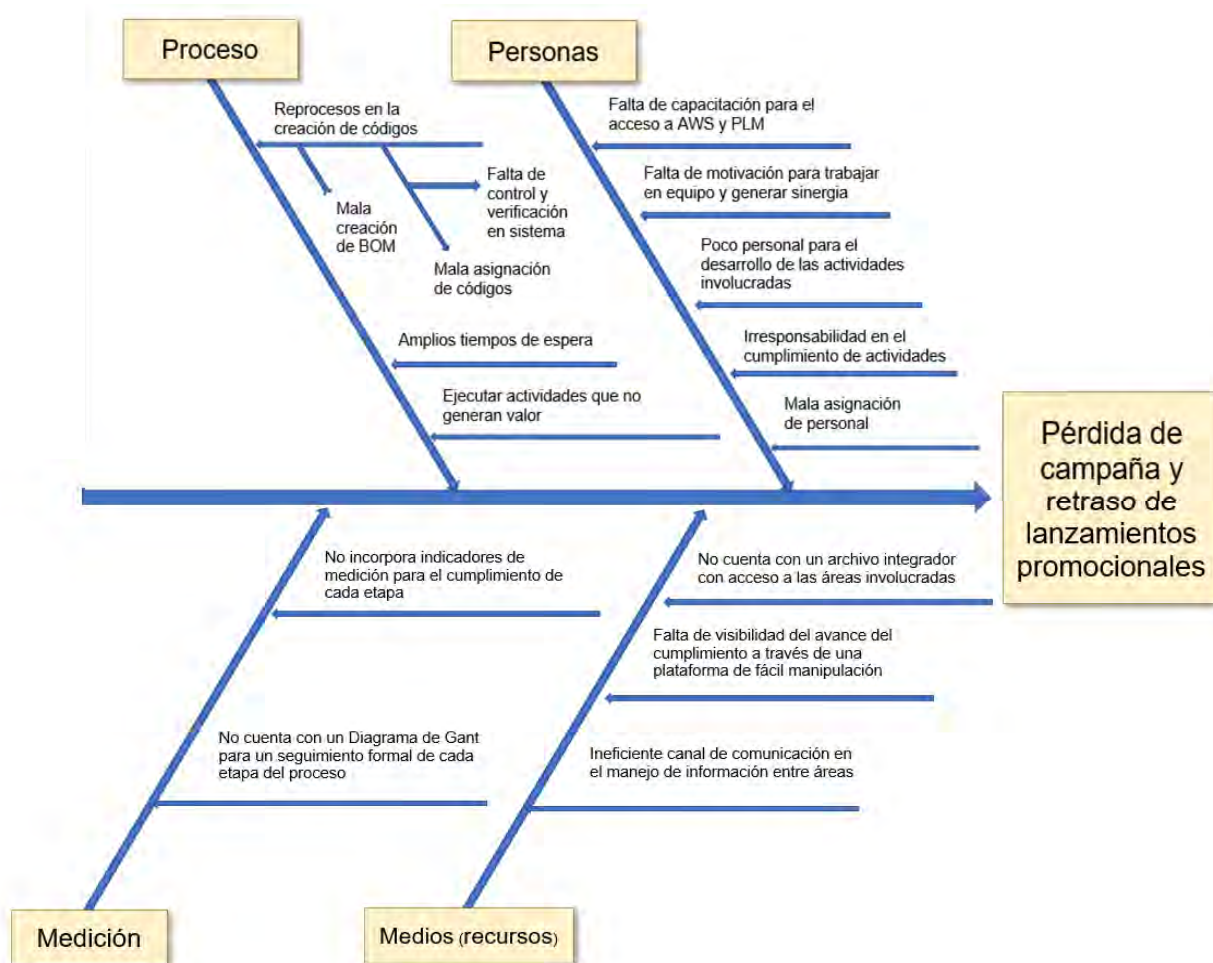 Proceso
Personas
Reprocesos en la
creación de códigos
Mala
creación
de BOM
Falta de
control y
verificación
en sistema
Mala asignación
de códigos
Amplios tiempos de espera
Ejecutar actividades que no
generan valor
Falta de capacitación para el
acceso a AWS y PLM
Falta de motivación para trabajar
en equipo y generar sinergia
Poco personal para el
desarrollo de las actividades
involucradas
Irresponsabilidad en el
cumplimiento de actividades
Mala asignación
de personal
Pérdida de
campaña y
retraso de
lanzamientos
promocionales
No incorpora indicadores de
medición para el cumplimiento de
cada etapa
No cuenta con un Diagrama de Gant
para un seguimiento formal de cada
etapa del proceso
No cuenta con un archivo integrador
con acceso a las áreas involucradas
Falta de visibilidad del avance del
cumplimiento a través de una
plataforma de fácil manipulación
Ineficiente canal de comunicación en
el manejo de información entre áreas
Medición
Medios (recursos)